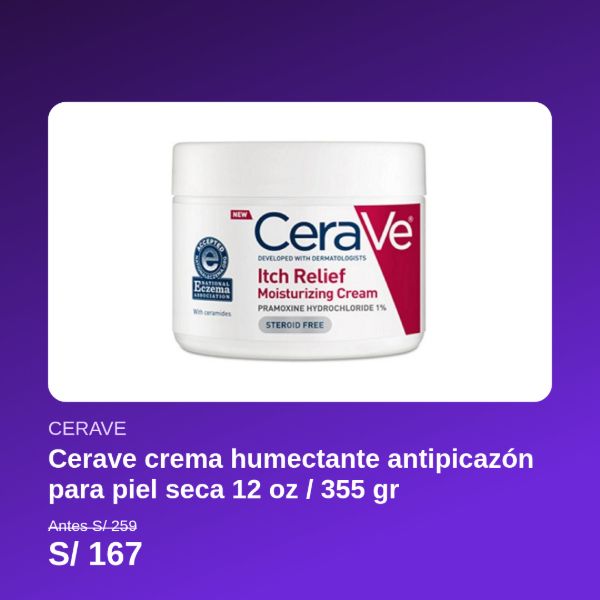 NEW
CeraVe®
DEVELOPED WITH DERMATOLOGISTS
Itch Relief
Moisturizing Cream
PRAMOXINE HYDROCHLORIDE 1%
STEROID FREE
ACCEPTED
e
NATIONAL
Eczema
ASSOCIATION
With ceramides
CERAVE
Cerave crema humectante antipicazón
para piel seca 12 oz / 355 gr
Antes S/ 259
S/ 167